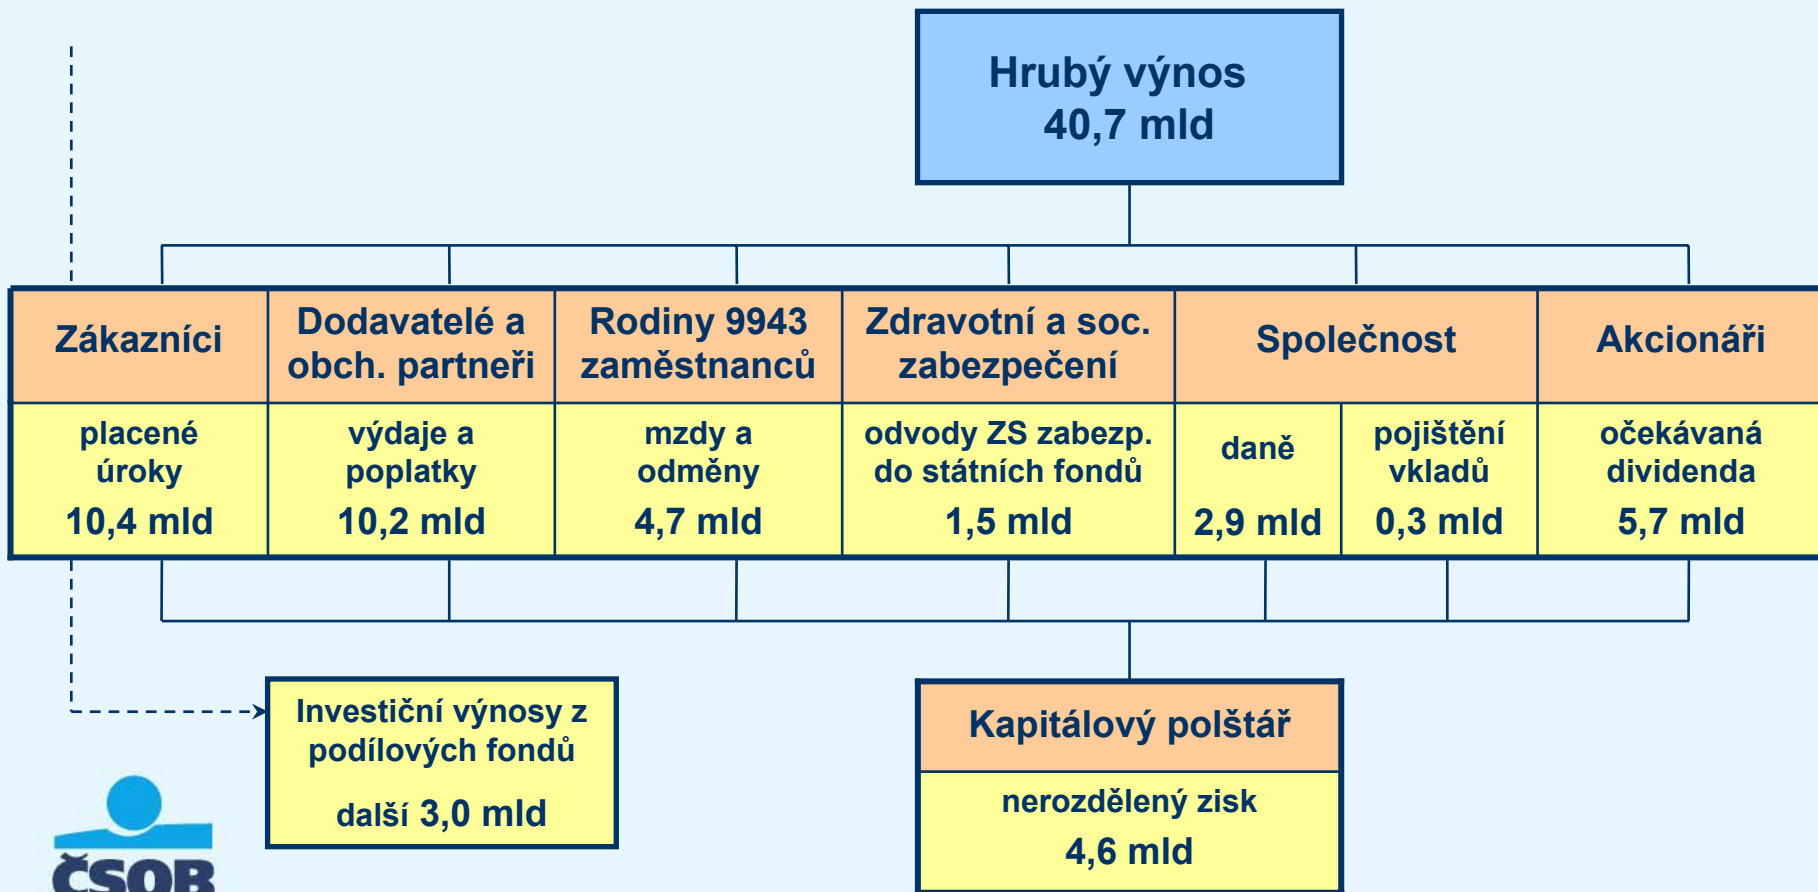 Hrubý výnos
40,7 mld
Zákazníci
Dodavatelé a
obch. partneři
Rodiny 9943
zaměstnanců
Zdravotní a soc.
zabezpečení
Společnost
Akcionáři
placené
úroky
10,4 mld
výdaje a
poplatky
10,2 mld
mzdy a
odměny
4,7 mld
odvody ZS zabezp.
do státních fondů
1,5 mld
daně
2,9 mld
pojištění
vkladů
0,3 mld
očekávaná
dividenda
5,7 mld
Investiční výnosy z
podílových fondů
další 3,0 mld
Kapitálový polštář
nerozdělený zisk
4,6 mld
ČSOB